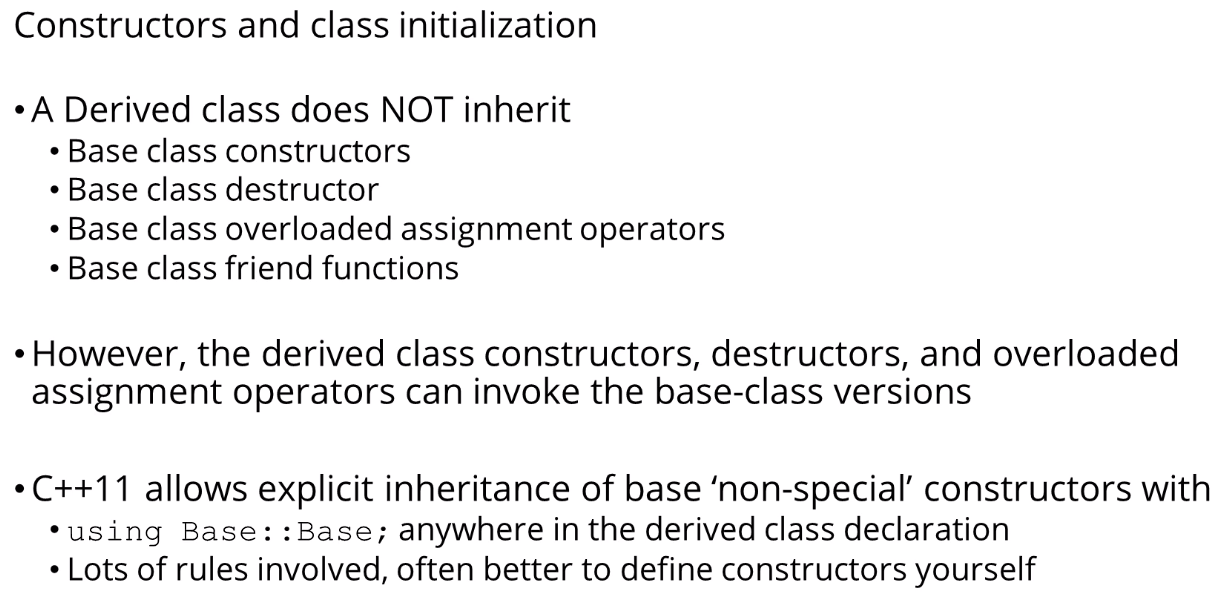 Constructors and class initialization
• A Derived class does NOT inherit
• Base class constructors
• Base class destructor
• Base class overloaded assignment operators
• Base class friend functions
• However, the derived class constructors, destructors, and overloaded
assignment operators can invoke the base-class versions
• C++11 allows explicit inheritance of base ‘non-special’ constructors with
• using Base::Base; anywhere in the derived class declaration
• Lots of rules involved, often better to define constructors yourself